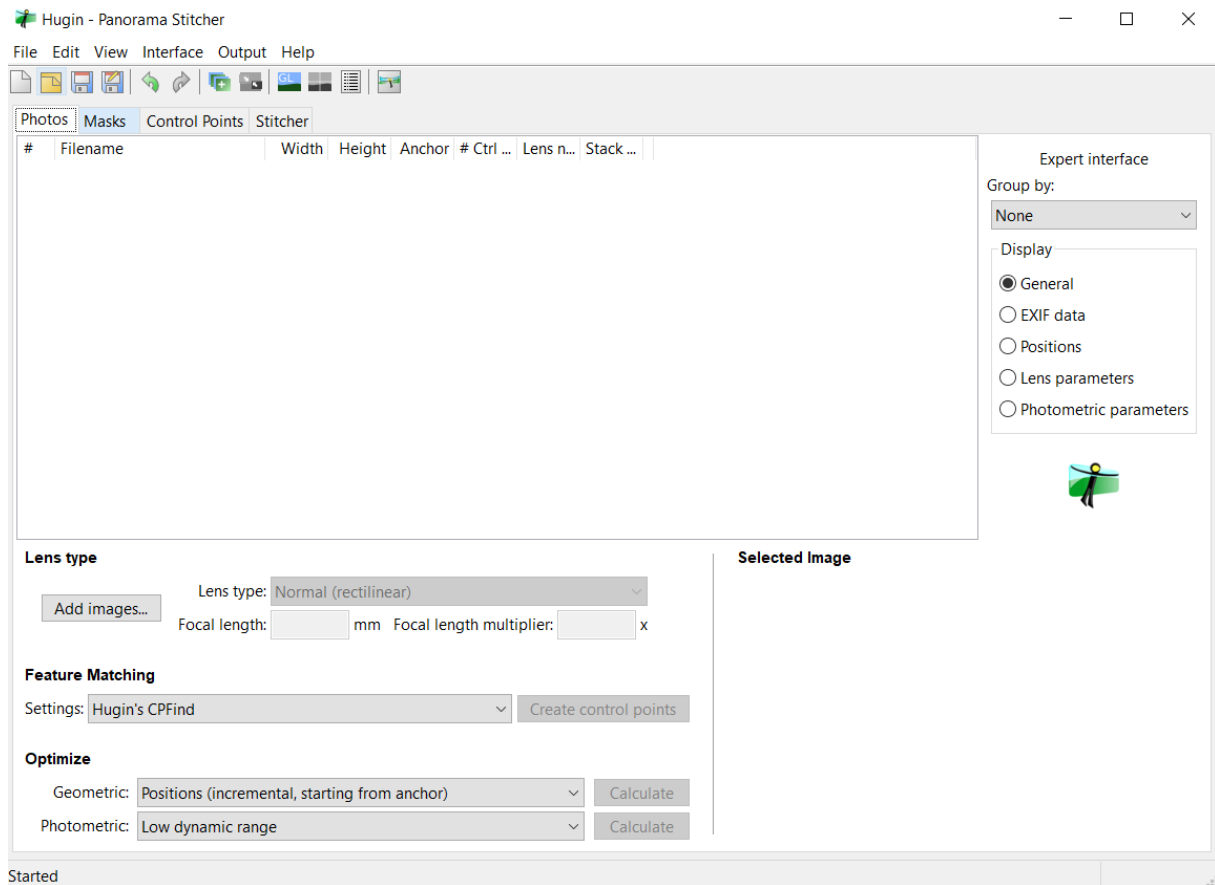 Hugin - Panorama Stitcher
File Edit View Interface Output Help
GL
Photos Masks Control Points Stitcher
# Filename Width Height Anchor # Ctrl ... Lens n... Stack ...
Expert interface
Group by:
None
Display
General
EXIF data
Positions
Lens parameters
Photometric parameters
Lens type
Selected Image
Add images...
Lens type: Normal (rectilinear)
Focal length: mm Focal length multiplier: x
Feature Matching
Settings: Hugin's CPFind Create control points
Optimize
Geometric: Positions (incremental, starting from anchor) Calculate
Photometric: Low dynamic range Calculate
Started